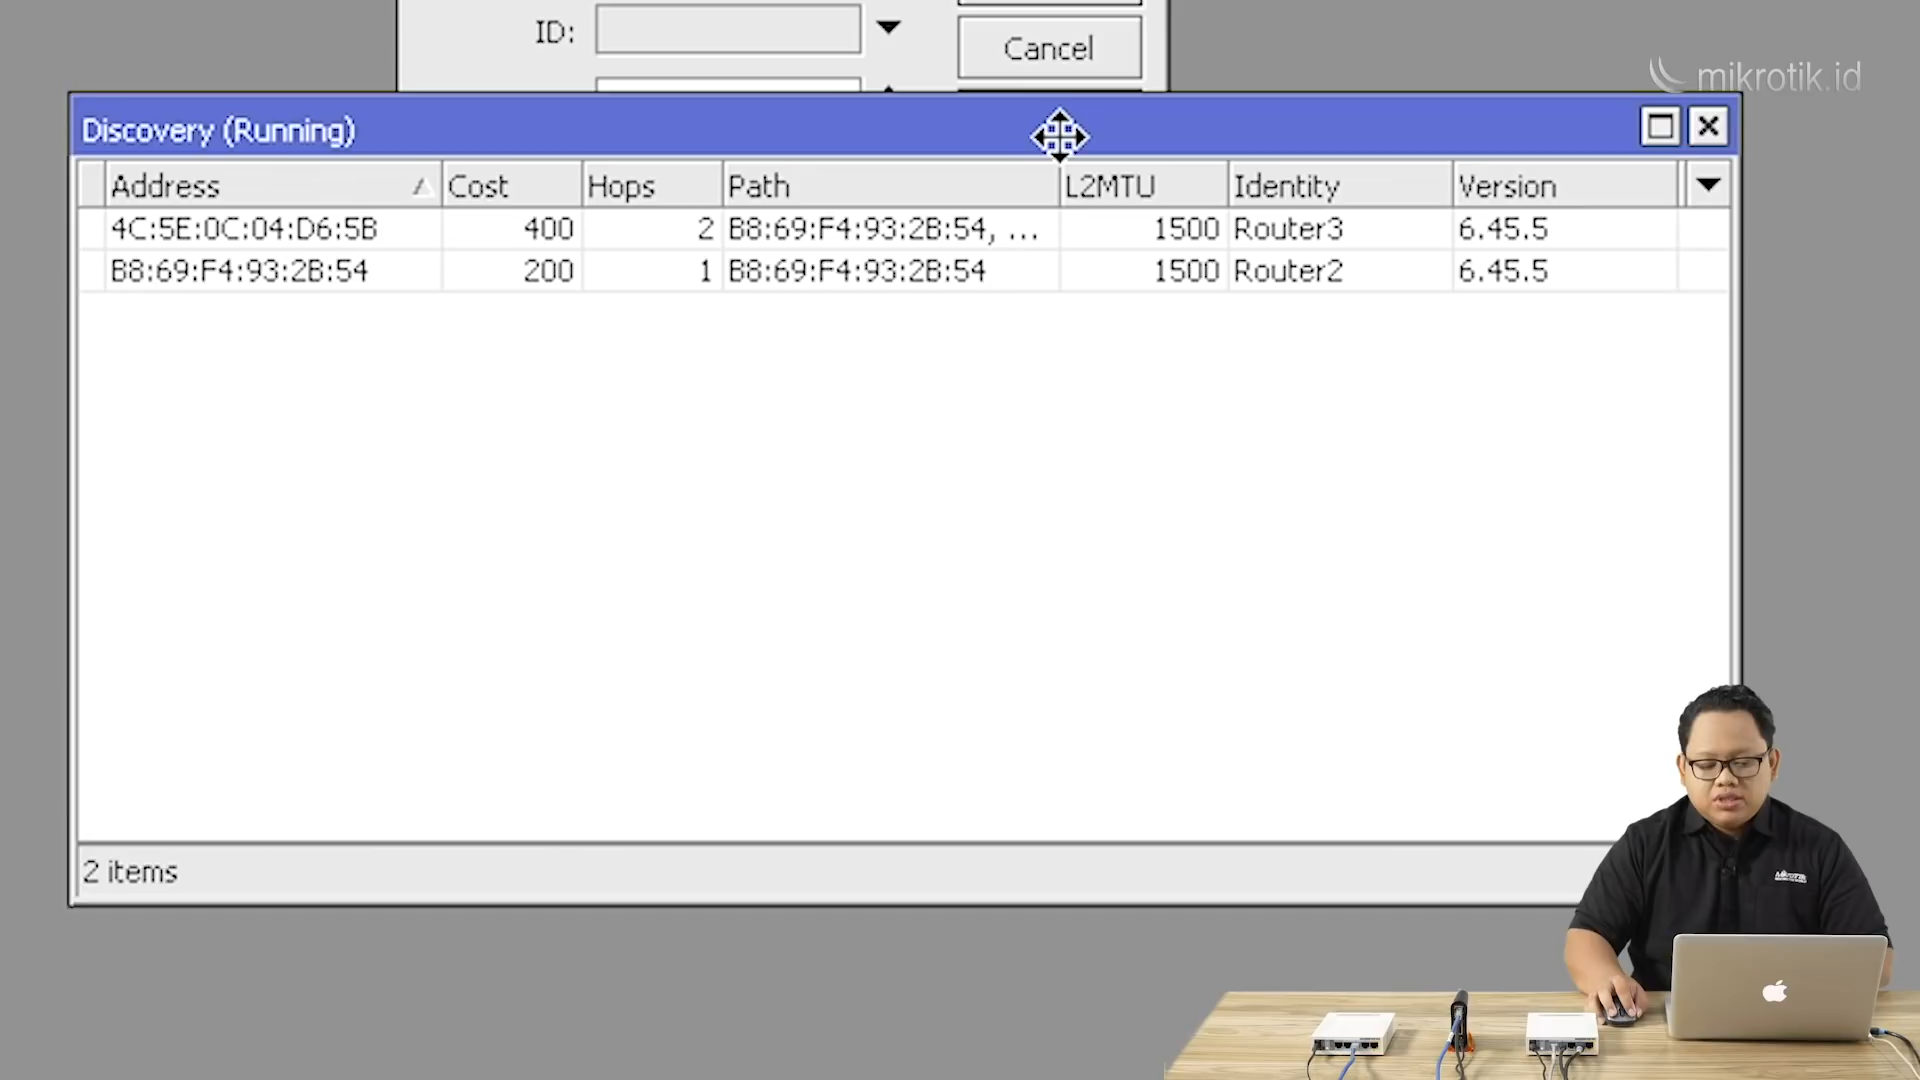 ID:
Cancel
mikrotik.id
Discovery (Running)
Address Cost Hops Path L2MTU Identity Version
4C:5E:0C:04:D6:5B 400 2 B8:69:F4:93:2B:54, ... 1500 Router3 6.45.5
B8:69:F4:93:2B:54 200 1 B8:69:F4:93:2B:54 1500 Router2 6.45.5
2 items